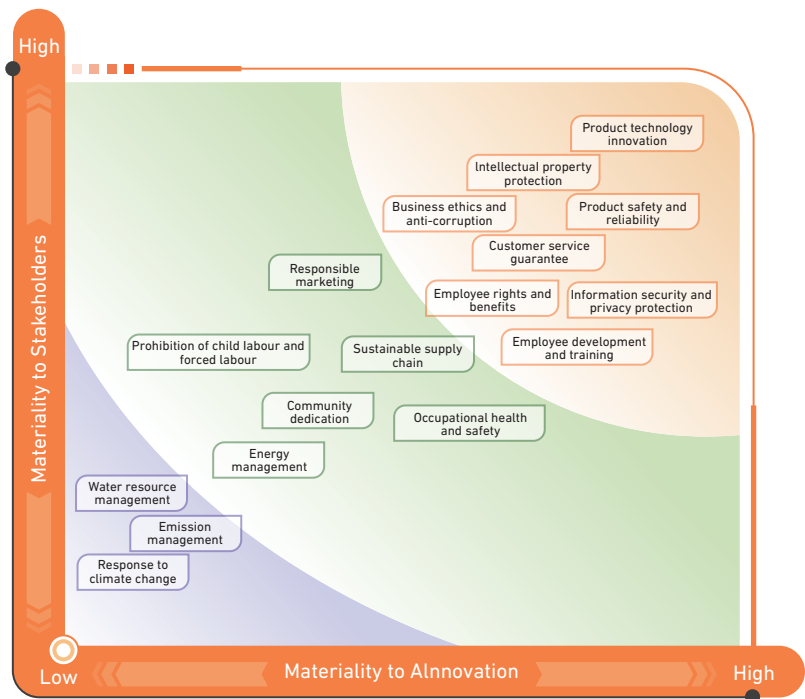 High
Materiality to Stakeholders
Product technology
innovation
Intellectual property
protection
Business ethics and
anti-corruption
Product safety and
reliability
Customer service
guarantee
Responsible
marketing
Employee rights and
benefits
Information security and
privacy protection
Prohibition of child labour and
forced labour
Sustainable supply
chain
Employee development
and training
Community
dedication
Occupational health
and safety
Energy
management
Water resource
management
Emission
management
Response to
climate change
Low
Materiality to AInnovation
High